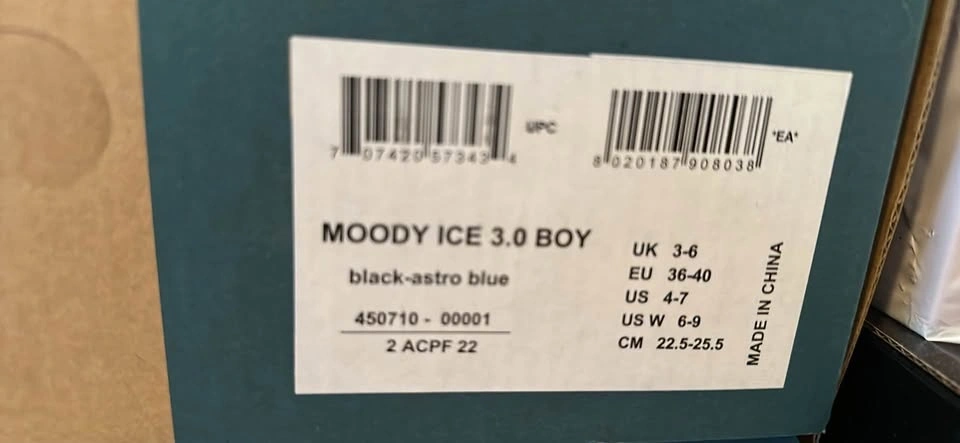 UPC
7 07420 57343 4
*EA*
8 020187 908038
MOODY ICE 3.0 BOY
black-astro blue
450710 - 00001
2 ACPF 22
UK 3-6
EU 36-40
US 4-7
US W 6-9
CM 22.5-25.5
MADE IN CHINA